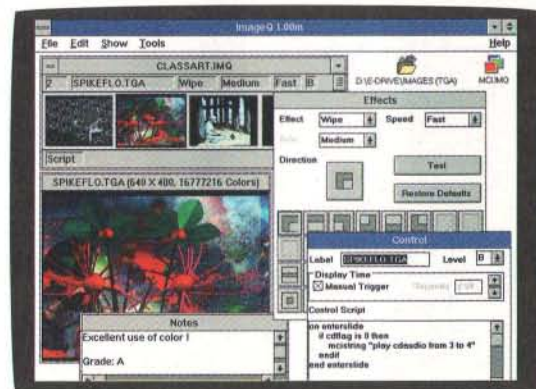 ImageQ 1.00m
File Edit Show Tools Help
CLASSART.IMG
2 SPIKEFLO.TGA Wipe Medium Fast B
D:\E-DRIVE\IMAGES (TGA)
MCI.IMQ
Script
Effects
Effect Wipe Speed Fast
Medium
Direction
Test
Restore Defaults
SPIKEFLO.TGA (640 X 400, 16777216 Colors)
Control
Label SPIKEFLO.TGA Level B
Display Time
Manual Trigger
Control Script
on enterslide
if cdflag is 0 then
mcistring "play cdaudio from 3 to 4"
endif
end enterslide
Notes
Excellent use of color !
Grade: A